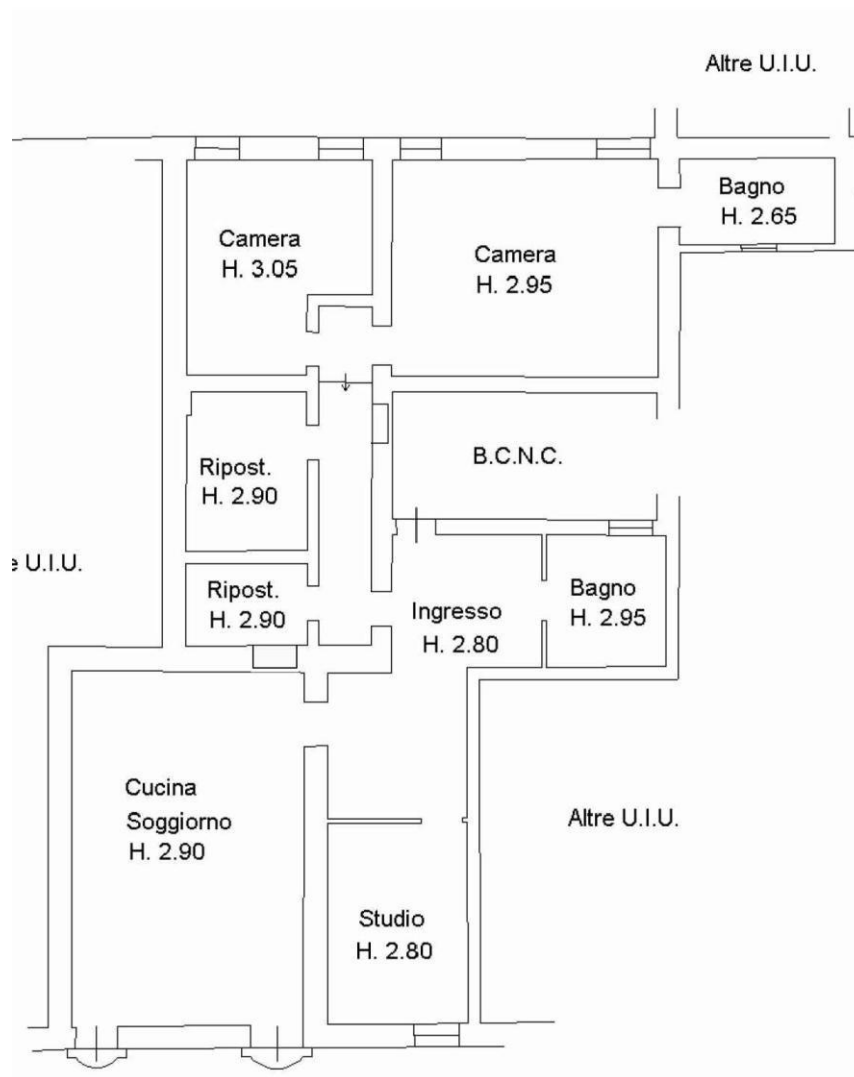 Altre U.I.U.
Bagno
H. 2.65
Camera
H. 3.05
Camera
H. 2.95
Ripost.
H. 2.90
B.C.N.C.
e U.I.U.
Ripost.
H. 2.90
Ingresso
H. 2.80
Bagno
H. 2.95
Cucina
Soggiorno
H. 2.90
Altre U.I.U.
Studio
H. 2.80